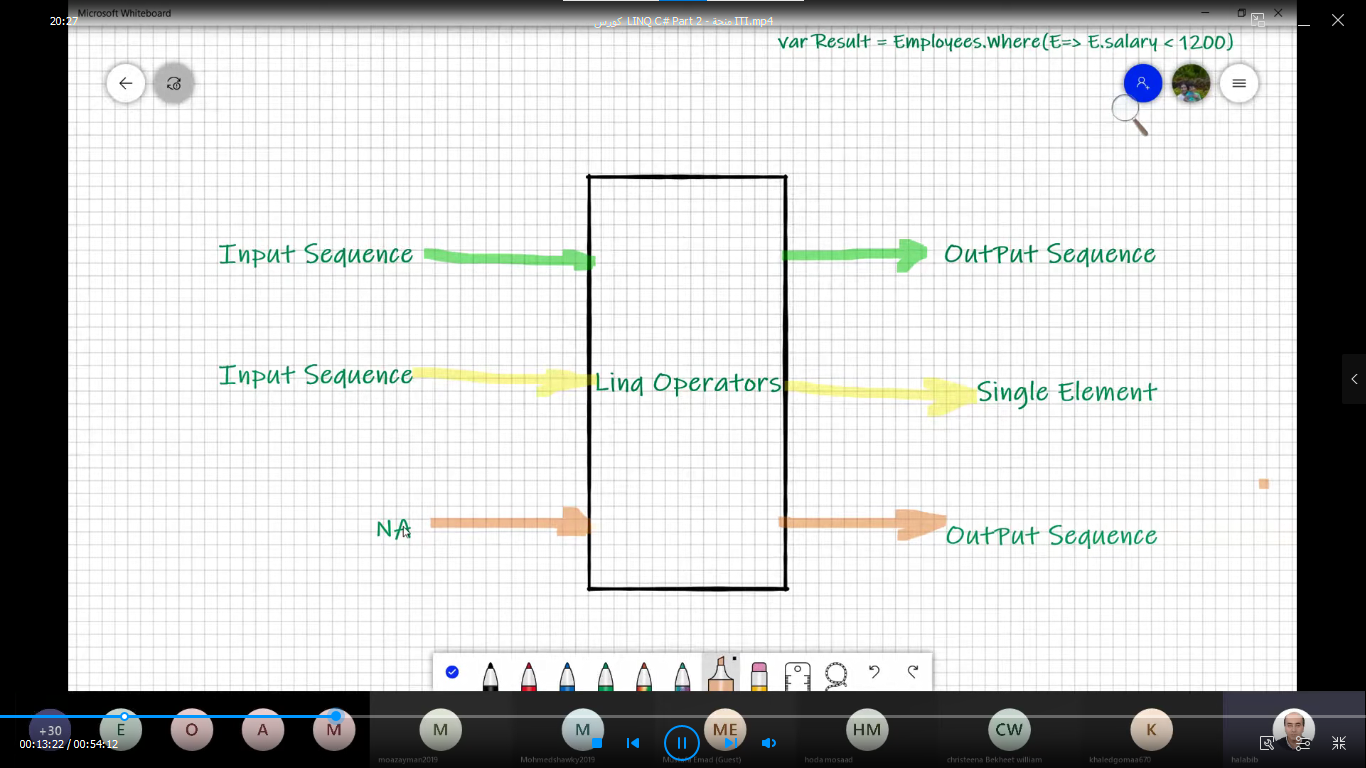 20:27
Microsoft Whiteboard
كورس LINQ C# Part 2 - منحة ITI.mp4
Var Result = Employees.Where(E=> E.salary < 1200)
Input Sequence
Output Sequence
Input Sequence
Linq Operators
Single Element
NA
Output Sequence
+30
E
O
A
M
M
M
ME
HM
CW
K
moazayman2019
Mohmedshawky2019
Mustafa Emad (Guest)
hoda mosaad
christeena Bekheet william
khaledgomaa670
halabib
00:13:22 / 00:54:12